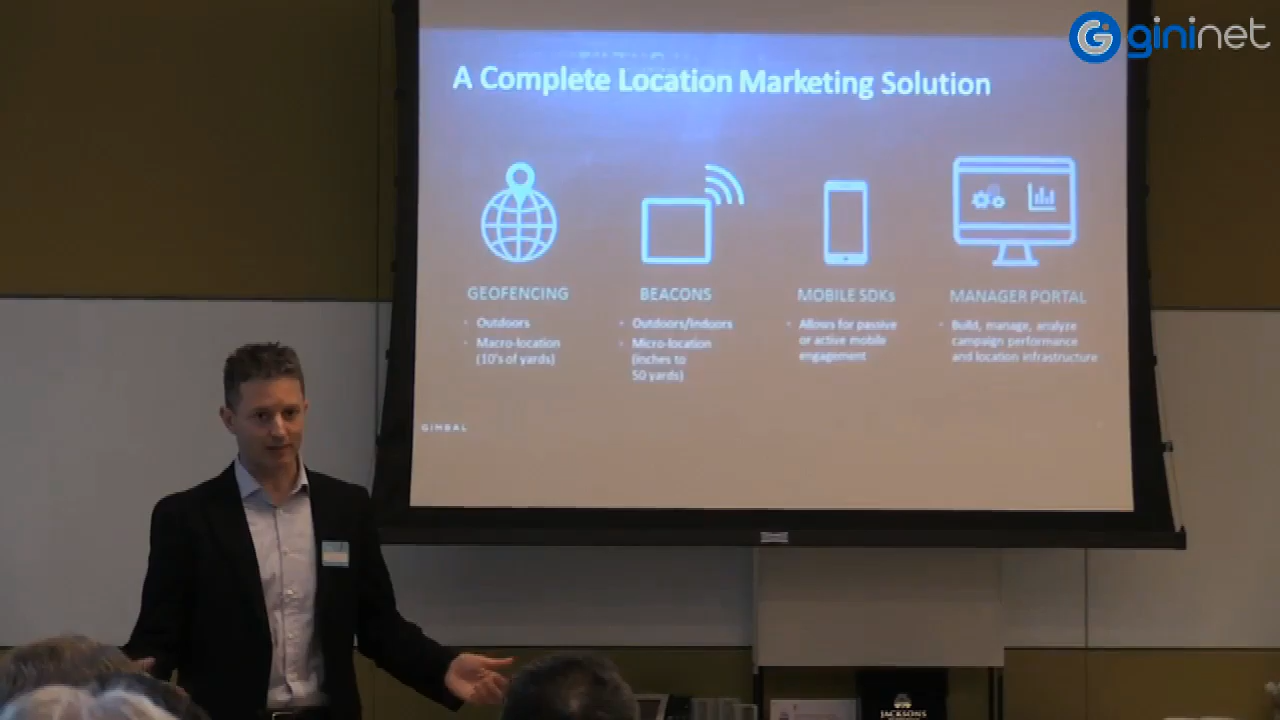 gininet
A Complete Location Marketing Solution
GEOFENCING
• Outdoors
• Macro-location
(10's of yards)
BEACONS
• Outdoors/Indoors
• Micro-location
(inches to
50 yards)
MOBILE SDKs
• Allows for passive
or active mobile
engagement
MANAGER PORTAL
• Build, manage, analyze
campaign performance
and location infrastructure
GIMBAL
JACKSONS